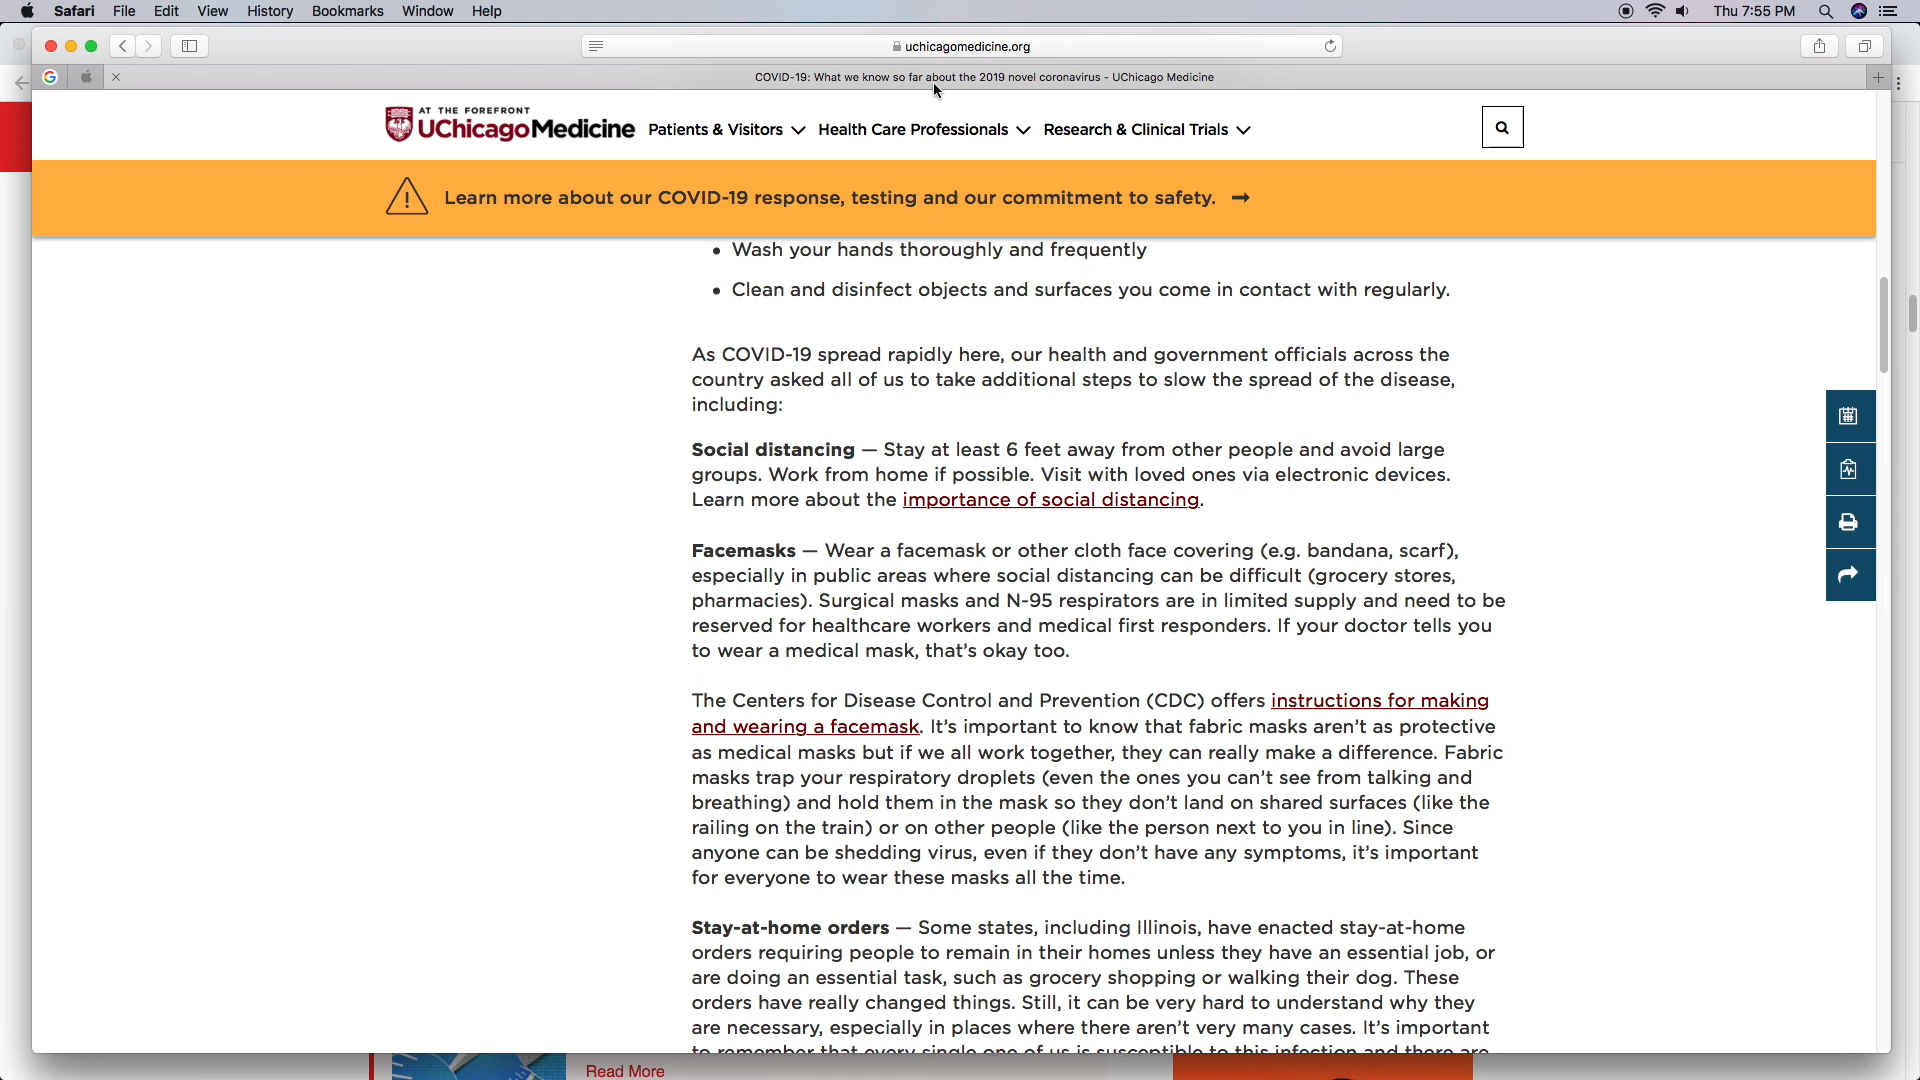 Safari File Edit View History Bookmarks Window Help Thu 7:55 PM
uchicagomedicine.org
COVID-19: What we know so far about the 2019 novel coronavirus - UChicago Medicine
AT THE FOREFRONT
UChicagoMedicine
Patients & Visitors Health Care Professionals Research & Clinical Trials
Learn more about our COVID-19 response, testing and our commitment to safety. →
• Wash your hands thoroughly and frequently
• Clean and disinfect objects and surfaces you come in contact with regularly.
As COVID-19 spread rapidly here, our health and government officials across the
country asked all of us to take additional steps to slow the spread of the disease,
including:
Social distancing — Stay at least 6 feet away from other people and avoid large
groups. Work from home if possible. Visit with loved ones via electronic devices.
Learn more about the importance of social distancing.
Facemasks — Wear a facemask or other cloth face covering (e.g. bandana, scarf),
especially in public areas where social distancing can be difficult (grocery stores,
pharmacies). Surgical masks and N-95 respirators are in limited supply and need to be
reserved for healthcare workers and medical first responders. If your doctor tells you
to wear a medical mask, that’s okay too.
The Centers for Disease Control and Prevention (CDC) offers instructions for making
and wearing a facemask. It’s important to know that fabric masks aren’t as protective
as medical masks but if we all work together, they can really make a difference. Fabric
masks trap your respiratory droplets (even the ones you can’t see from talking and
breathing) and hold them in the mask so they don’t land on shared surfaces (like the
railing on the train) or on other people (like the person next to you in line). Since
anyone can be shedding virus, even if they don’t have any symptoms, it’s important
for everyone to wear these masks all the time.
Stay-at-home orders — Some states, including Illinois, have enacted stay-at-home
orders requiring people to remain in their homes unless they have an essential job, or
are doing an essential task, such as grocery shopping or walking their dog. These
orders have really changed things. Still, it can be very hard to understand why they
are necessary, especially in places where there aren’t very many cases. It’s important
to remember that every single one of us is susceptible to this infection and there are
Read More